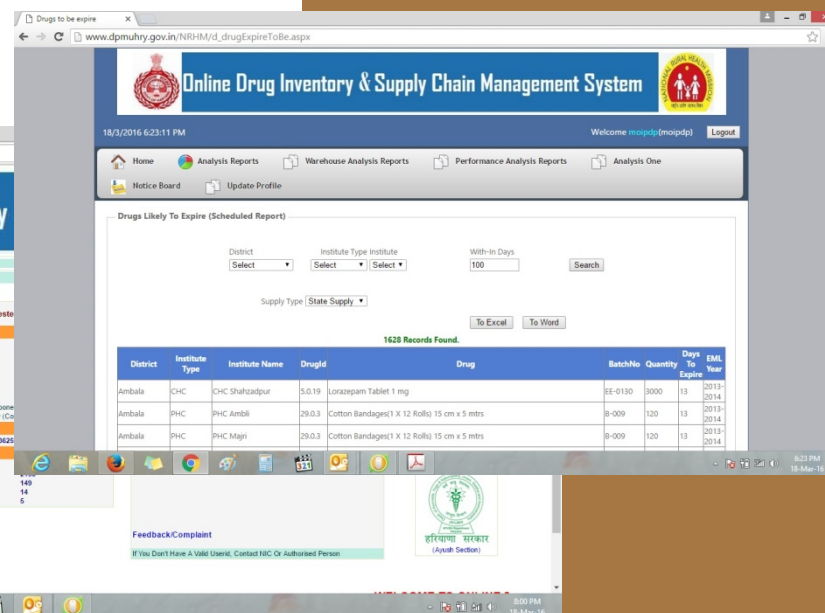 Drugs to be expire
www.dpmuhry.gov.in/NRHM/d_drugExpireToBe.aspx
Online Drug Inventory & Supply Chain Management System
18/3/2016 6:23:11 PM
Welcome moipdp(moipdp) Logout
Home Analysis Reports Warehouse Analysis Reports Performance Analysis Reports Analysis One
Notice Board Update Profile
Drugs Likely To Expire (Scheduled Report)
District Institute Type Institute With-In Days
Select Select Select 100 Search
Supply Type State Supply
To Excel To Word
1628 Records Found.
District Institute Type Institute Name DrugId Drug BatchNo Quantity Days To Expire EML Year
Ambala CHC CHC Shahzadpur 5.0.19 Lorazepam Tablet 1 mg EE-0130 3000 13 2013-2014
Ambala PHC PHC Ambli 29.0.3 Cotton Bandages(1 X 12 Rolls) 15 cm x 5 mtrs B-009 120 13 2013-2014
Ambala PHC PHC Majri 29.0.3 Cotton Bandages(1 X 12 Rolls) 15 cm x 5 mtrs B-009 120 13 2013-2014
6:23 PM
18-Mar-16
149
14
5
हरियाणा सरकार
(Ayush Section)
Feedback/Complaint
If You Don't Have A Valid Userid, Contact NIC Or Authorised Person
8:00 PM
18-Mar-16